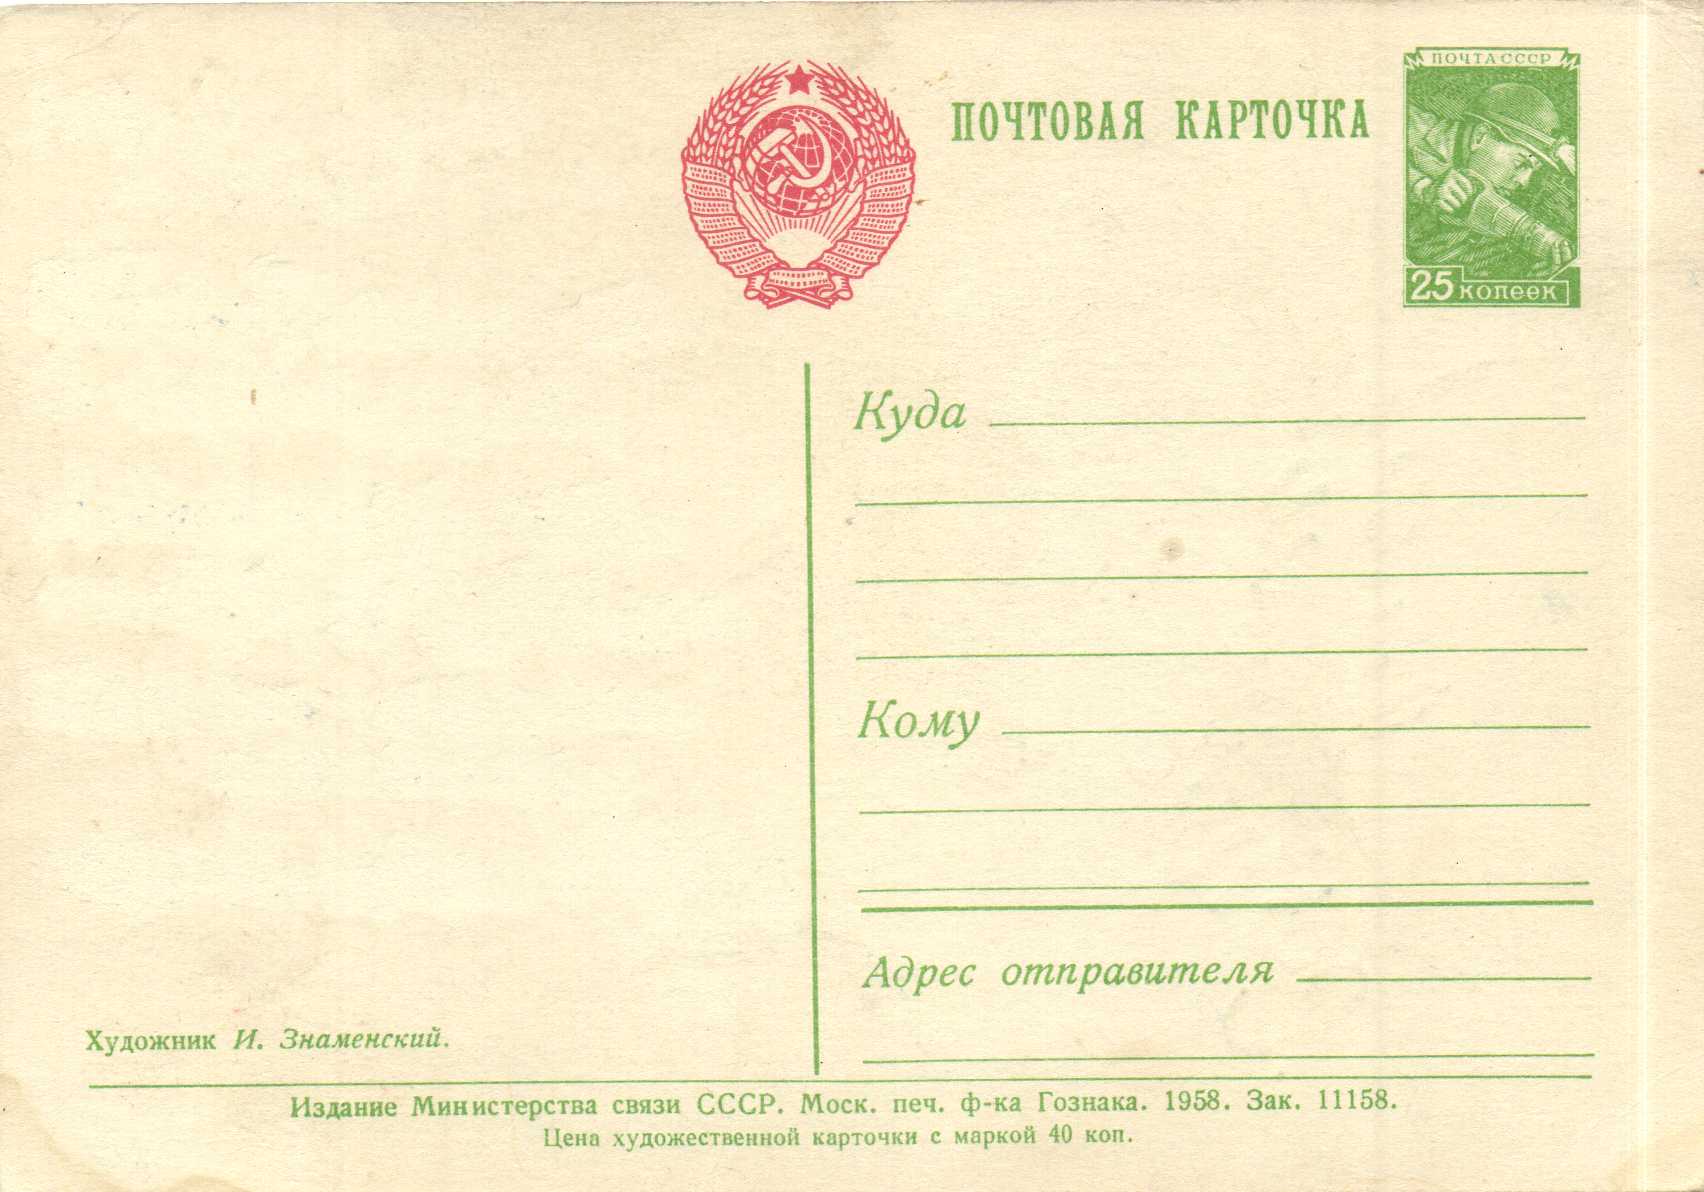 ПОЧТОВАЯ КАРТОЧКА
ПОЧТА СССР
25 КОПЕЕК
Куда
Кому
Адрес отправителя
Художник И. Знаменский.
Издание Министерства связи СССР. Моск. печ. ф-ка Гознака. 1958. Зак. 11158.
Цена художественной карточки с маркой 40 коп.